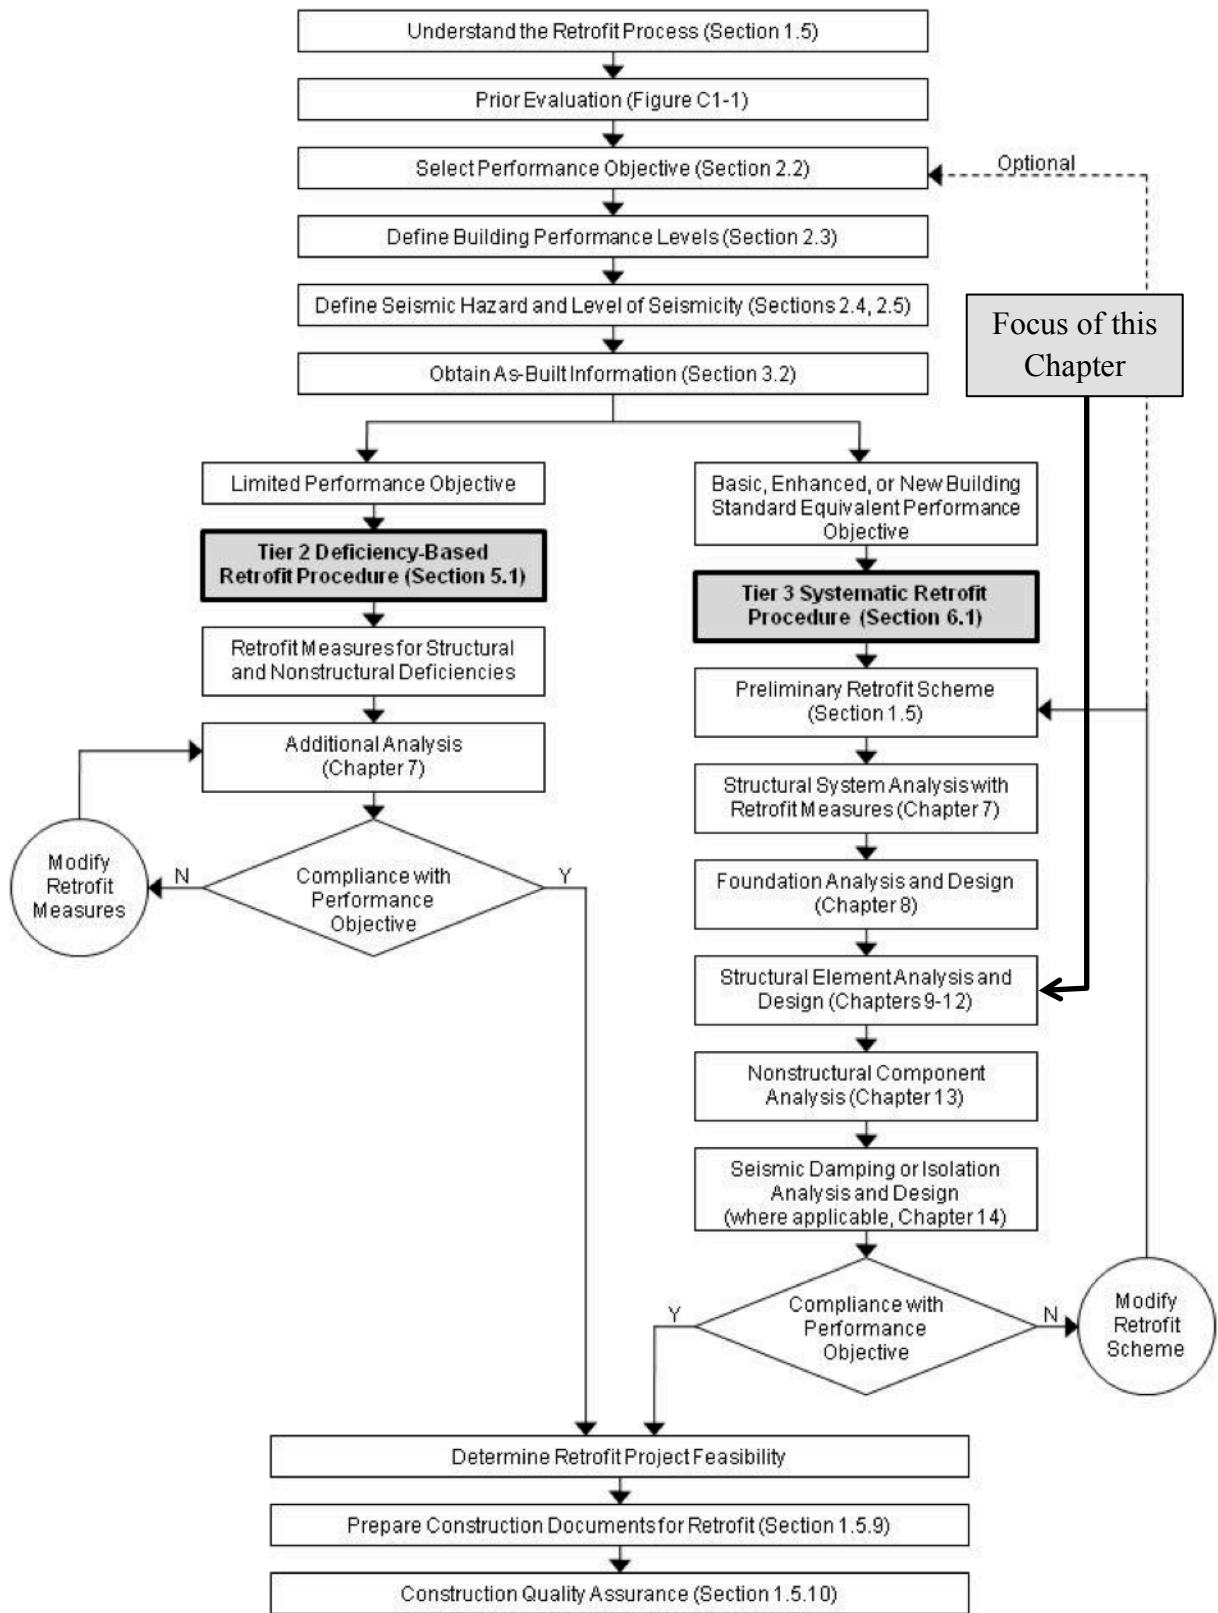 Understand the Retrofit Process (Section 1.5)
Prior Evaluation (Figure C1-1)
Select Performance Objective (Section 2.2)
Optional
Define Building Performance Levels (Section 2.3)
Define Seismic Hazard and Level of Seismicity (Sections 2.4, 2.5)
Focus of this
Chapter
Obtain As-Built Information (Section 3.2)
Limited Performance Objective
Tier 2 Deficiency-Based
Retrofit Procedure (Section 5.1)
Retrofit Measures for Structural
and Nonstructural Deficiencies
Additional Analysis
(Chapter 7)
Modify
Retrofit
Measures
N
Compliance with
Performance
Objective
Y
Basic, Enhanced, or New Building
Standard Equivalent Performance
Objective
Tier 3 Systematic Retrofit
Procedure (Section 6.1)
Preliminary Retrofit Scheme
(Section 1.5)
Structural System Analysis with
Retrofit Measures (Chapter 7)
Foundation Analysis and Design
(Chapter 8)
Structural Element Analysis and
Design (Chapters 9-12)
Nonstructural Component
Analysis (Chapter 13)
Seismic Damping or Isolation
Analysis and Design
(where applicable, Chapter 14)
Y
Compliance with
Performance
Objective
N
Modify
Retrofit
Scheme
Determine Retrofit Project Feasibility
Prepare Construction Documents for Retrofit (Section 1.5.9)
Construction Quality Assurance (Section 1.5.10)